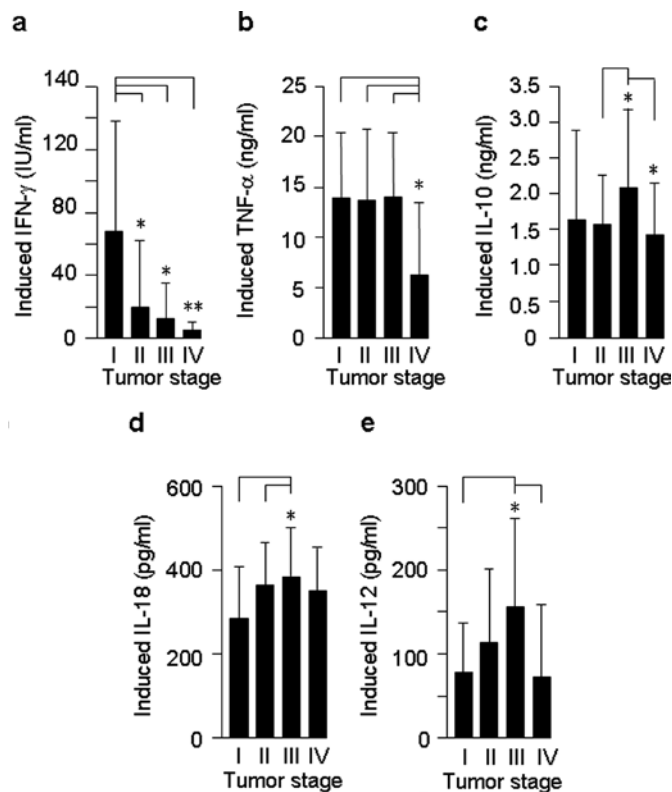 a
Induced IFN-γ (IU/ml)
140
120
80
40
0
*
*
**
I II III IV
Tumor stage
b
Induced TNF-α (ng/ml)
25
20
15
10
5
0
*
I II III IV
Tumor stage
c
Induced IL-10 (ng/ml)
3.5
3.0
2.5
2.0
1.5
1.0
0.5
0
*
*
I II III IV
Tumor stage
d
Induced IL-18 (pg/ml)
600
400
200
0
*
I II III IV
Tumor stage
e
Induced IL-12 (pg/ml)
300
250
200
150
100
50
0
*
I II III IV
Tumor stage